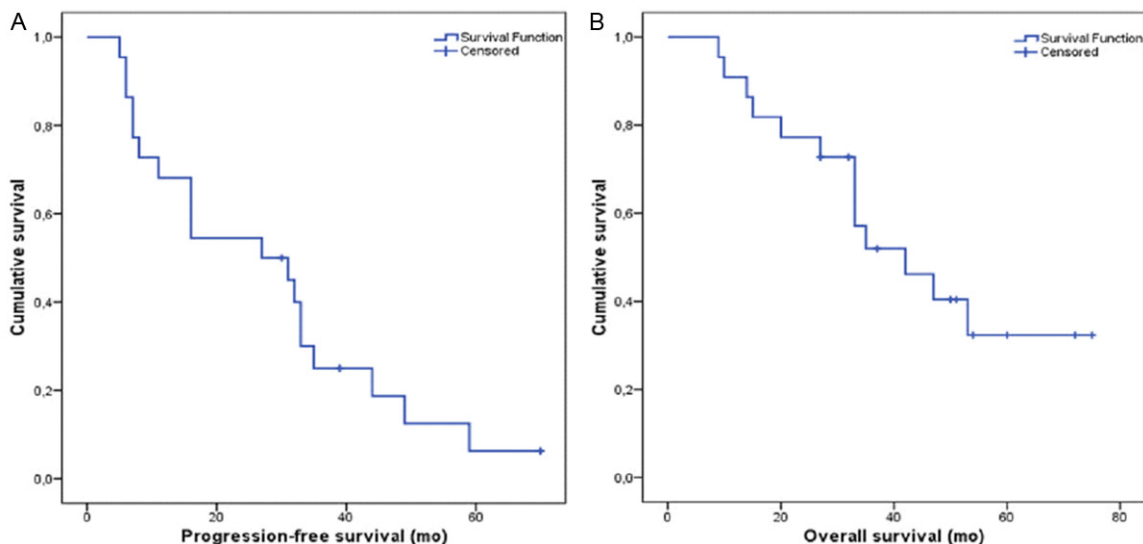 A
Survival Function
Censored
1,0
0,8
0,6
0,4
0,2
0,0
Cumulative survival
0
20
40
60
Progression-free survival (mo)
B
Survival Function
Censored
1,0
0,8
0,6
0,4
0,2
0,0
Cumulative survival
0
20
40
60
80
Overall survival (mo)